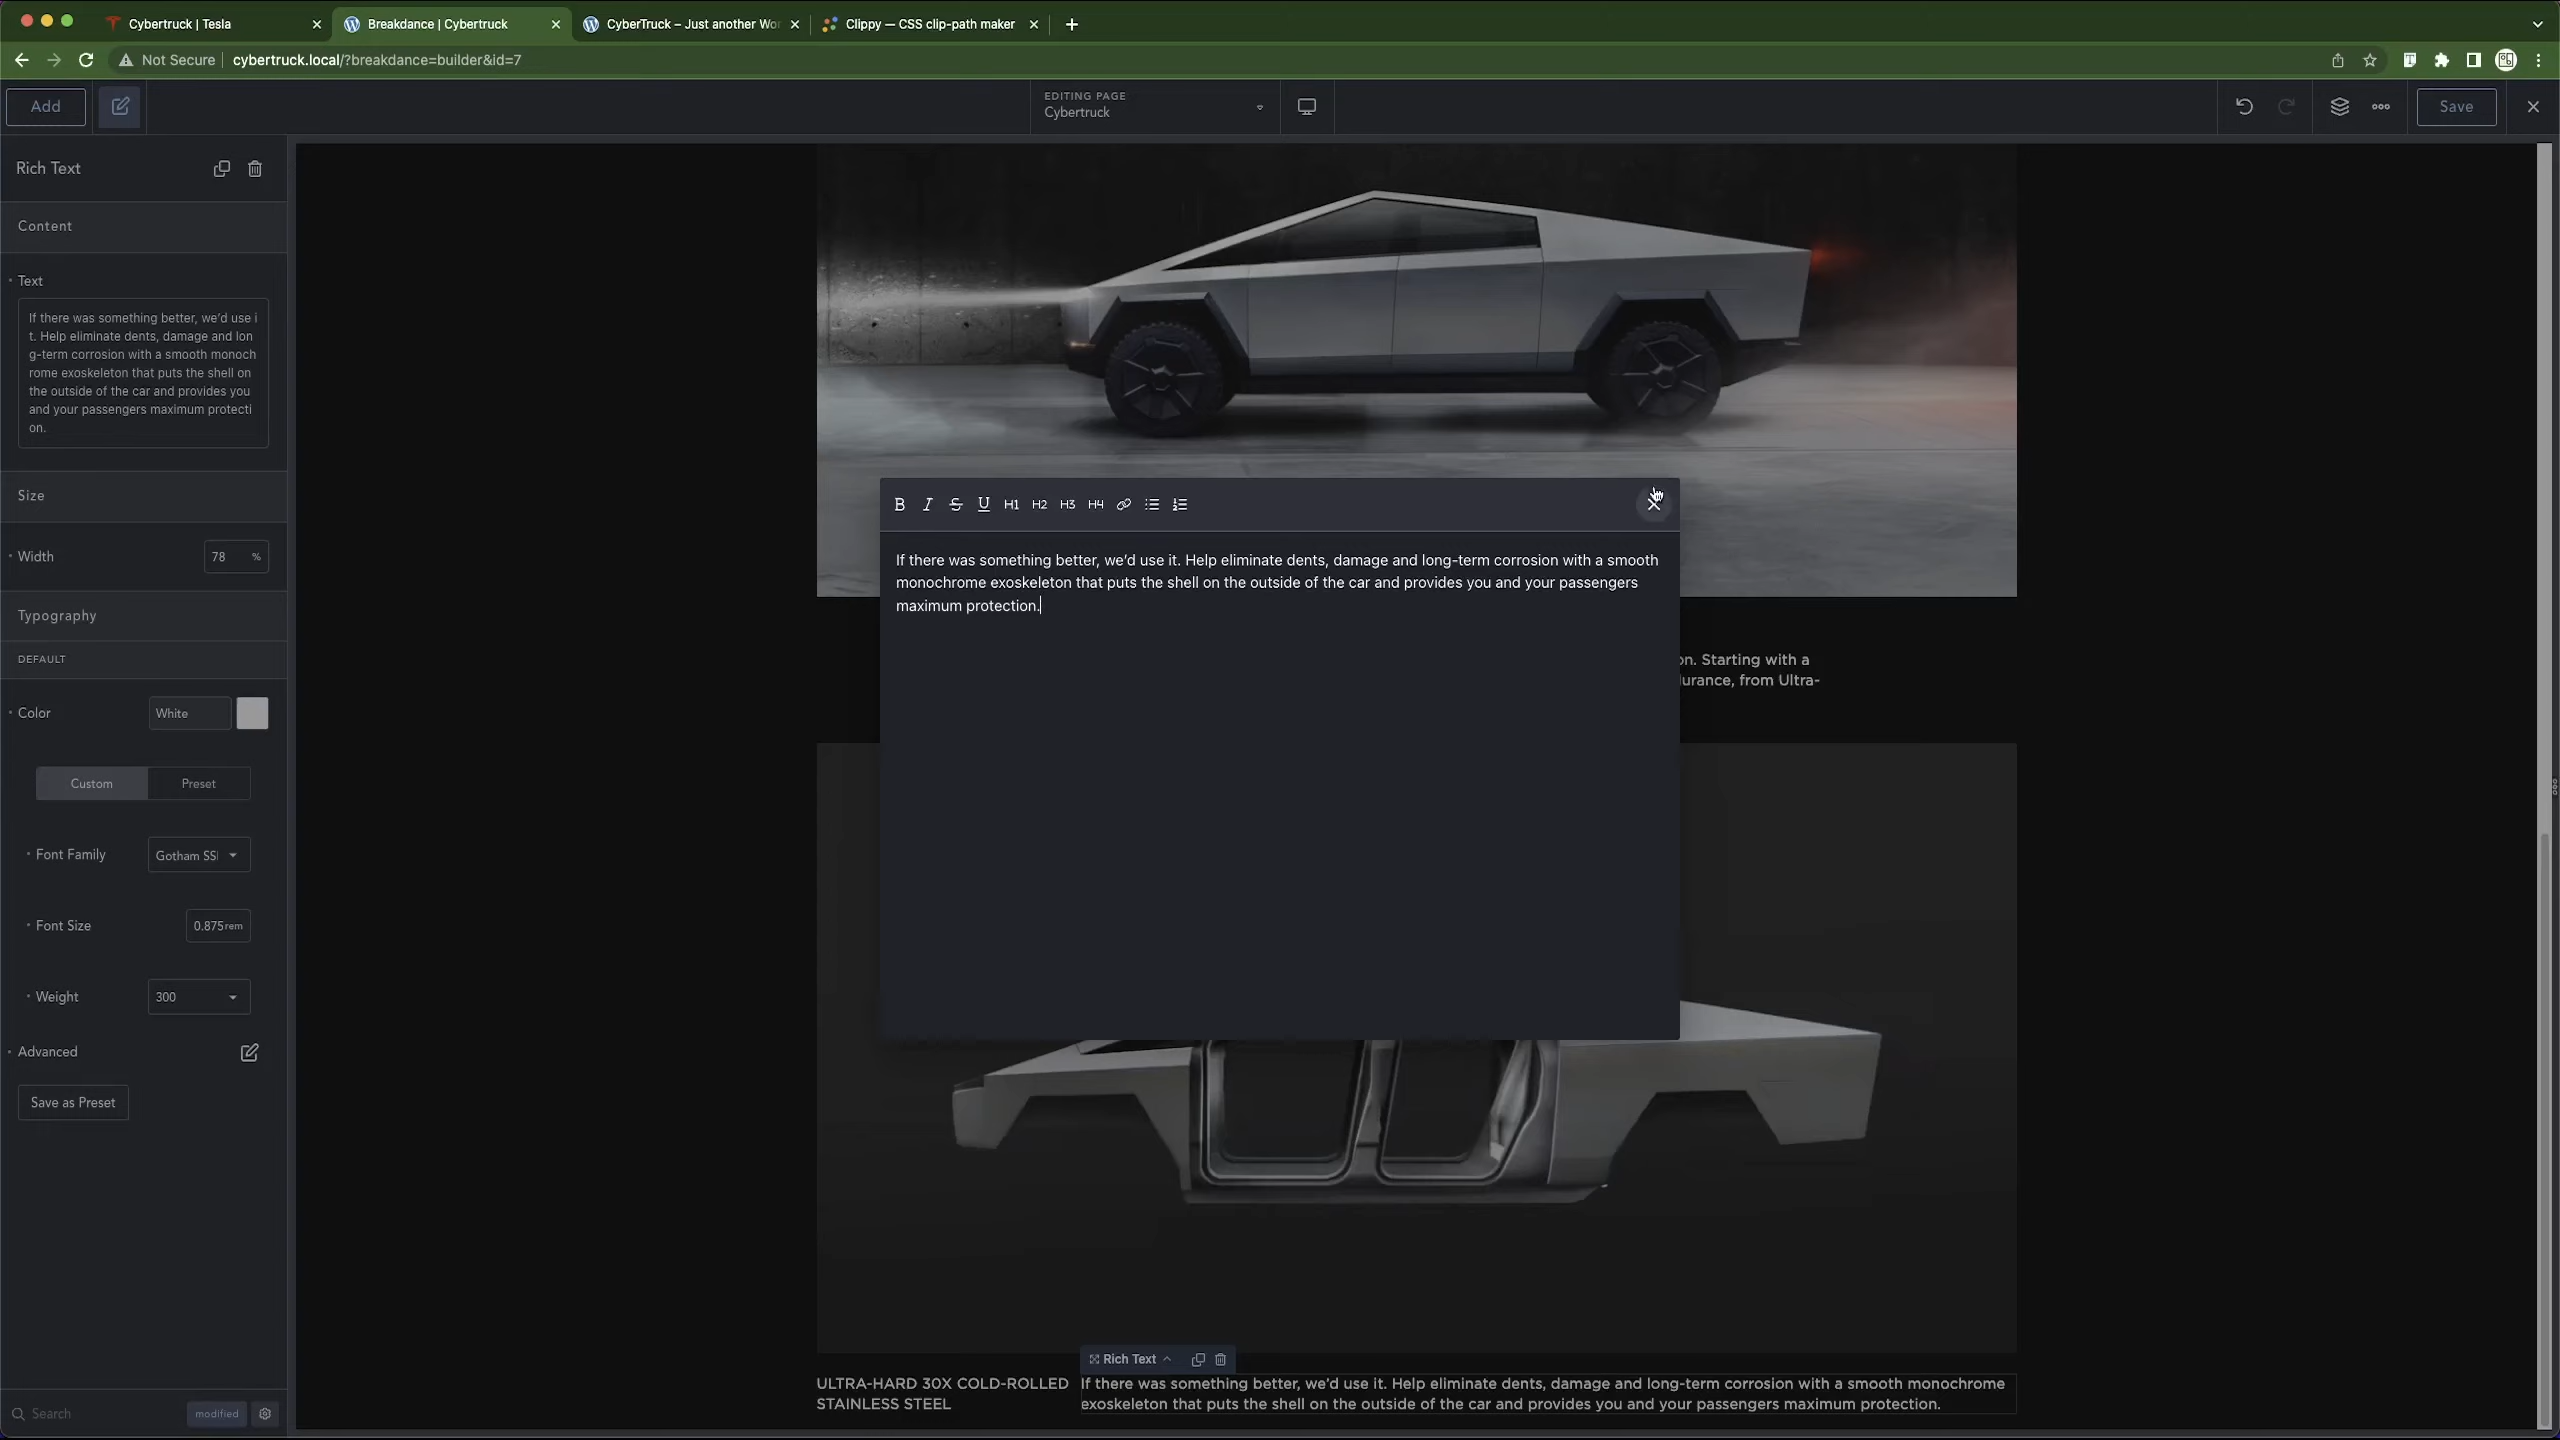 Cybertruck | Tesla
Breakdance | Cybertruck
CyberTruck – Just another Wor
Clippy — CSS clip-path maker
Not Secure
cybertruck.local/?breakdance=builder&id=7
Add
EDITING PAGE
Cybertruck
Save
Rich Text
Content
Text
If there was something better, we'd use i
t. Help eliminate dents, damage and lon
g-term corrosion with a smooth monoch
rome exoskeleton that puts the shell on
the outside of the car and provides you
and your passengers maximum protecti
on.
Size
Width
78 %
Typography
DEFAULT
Color
White
Custom
Preset
Font Family
Gotham SS
Font Size
0.875rem
Weight
300
Advanced
Save as Preset
Search
modified
B I S U H1 H2 H3 H4
If there was something better, we'd use it. Help eliminate dents, damage and long-term corrosion with a smooth
monochrome exoskeleton that puts the shell on the outside of the car and provides you and your passengers
maximum protection.
on. Starting with a
durance, from Ultra-
Rich Text
ULTRA-HARD 30X COLD-ROLLED
STAINLESS STEEL
If there was something better, we'd use it. Help eliminate dents, damage and long-term corrosion with a smooth monochrome
exoskeleton that puts the shell on the outside of the car and provides you and your passengers maximum protection.